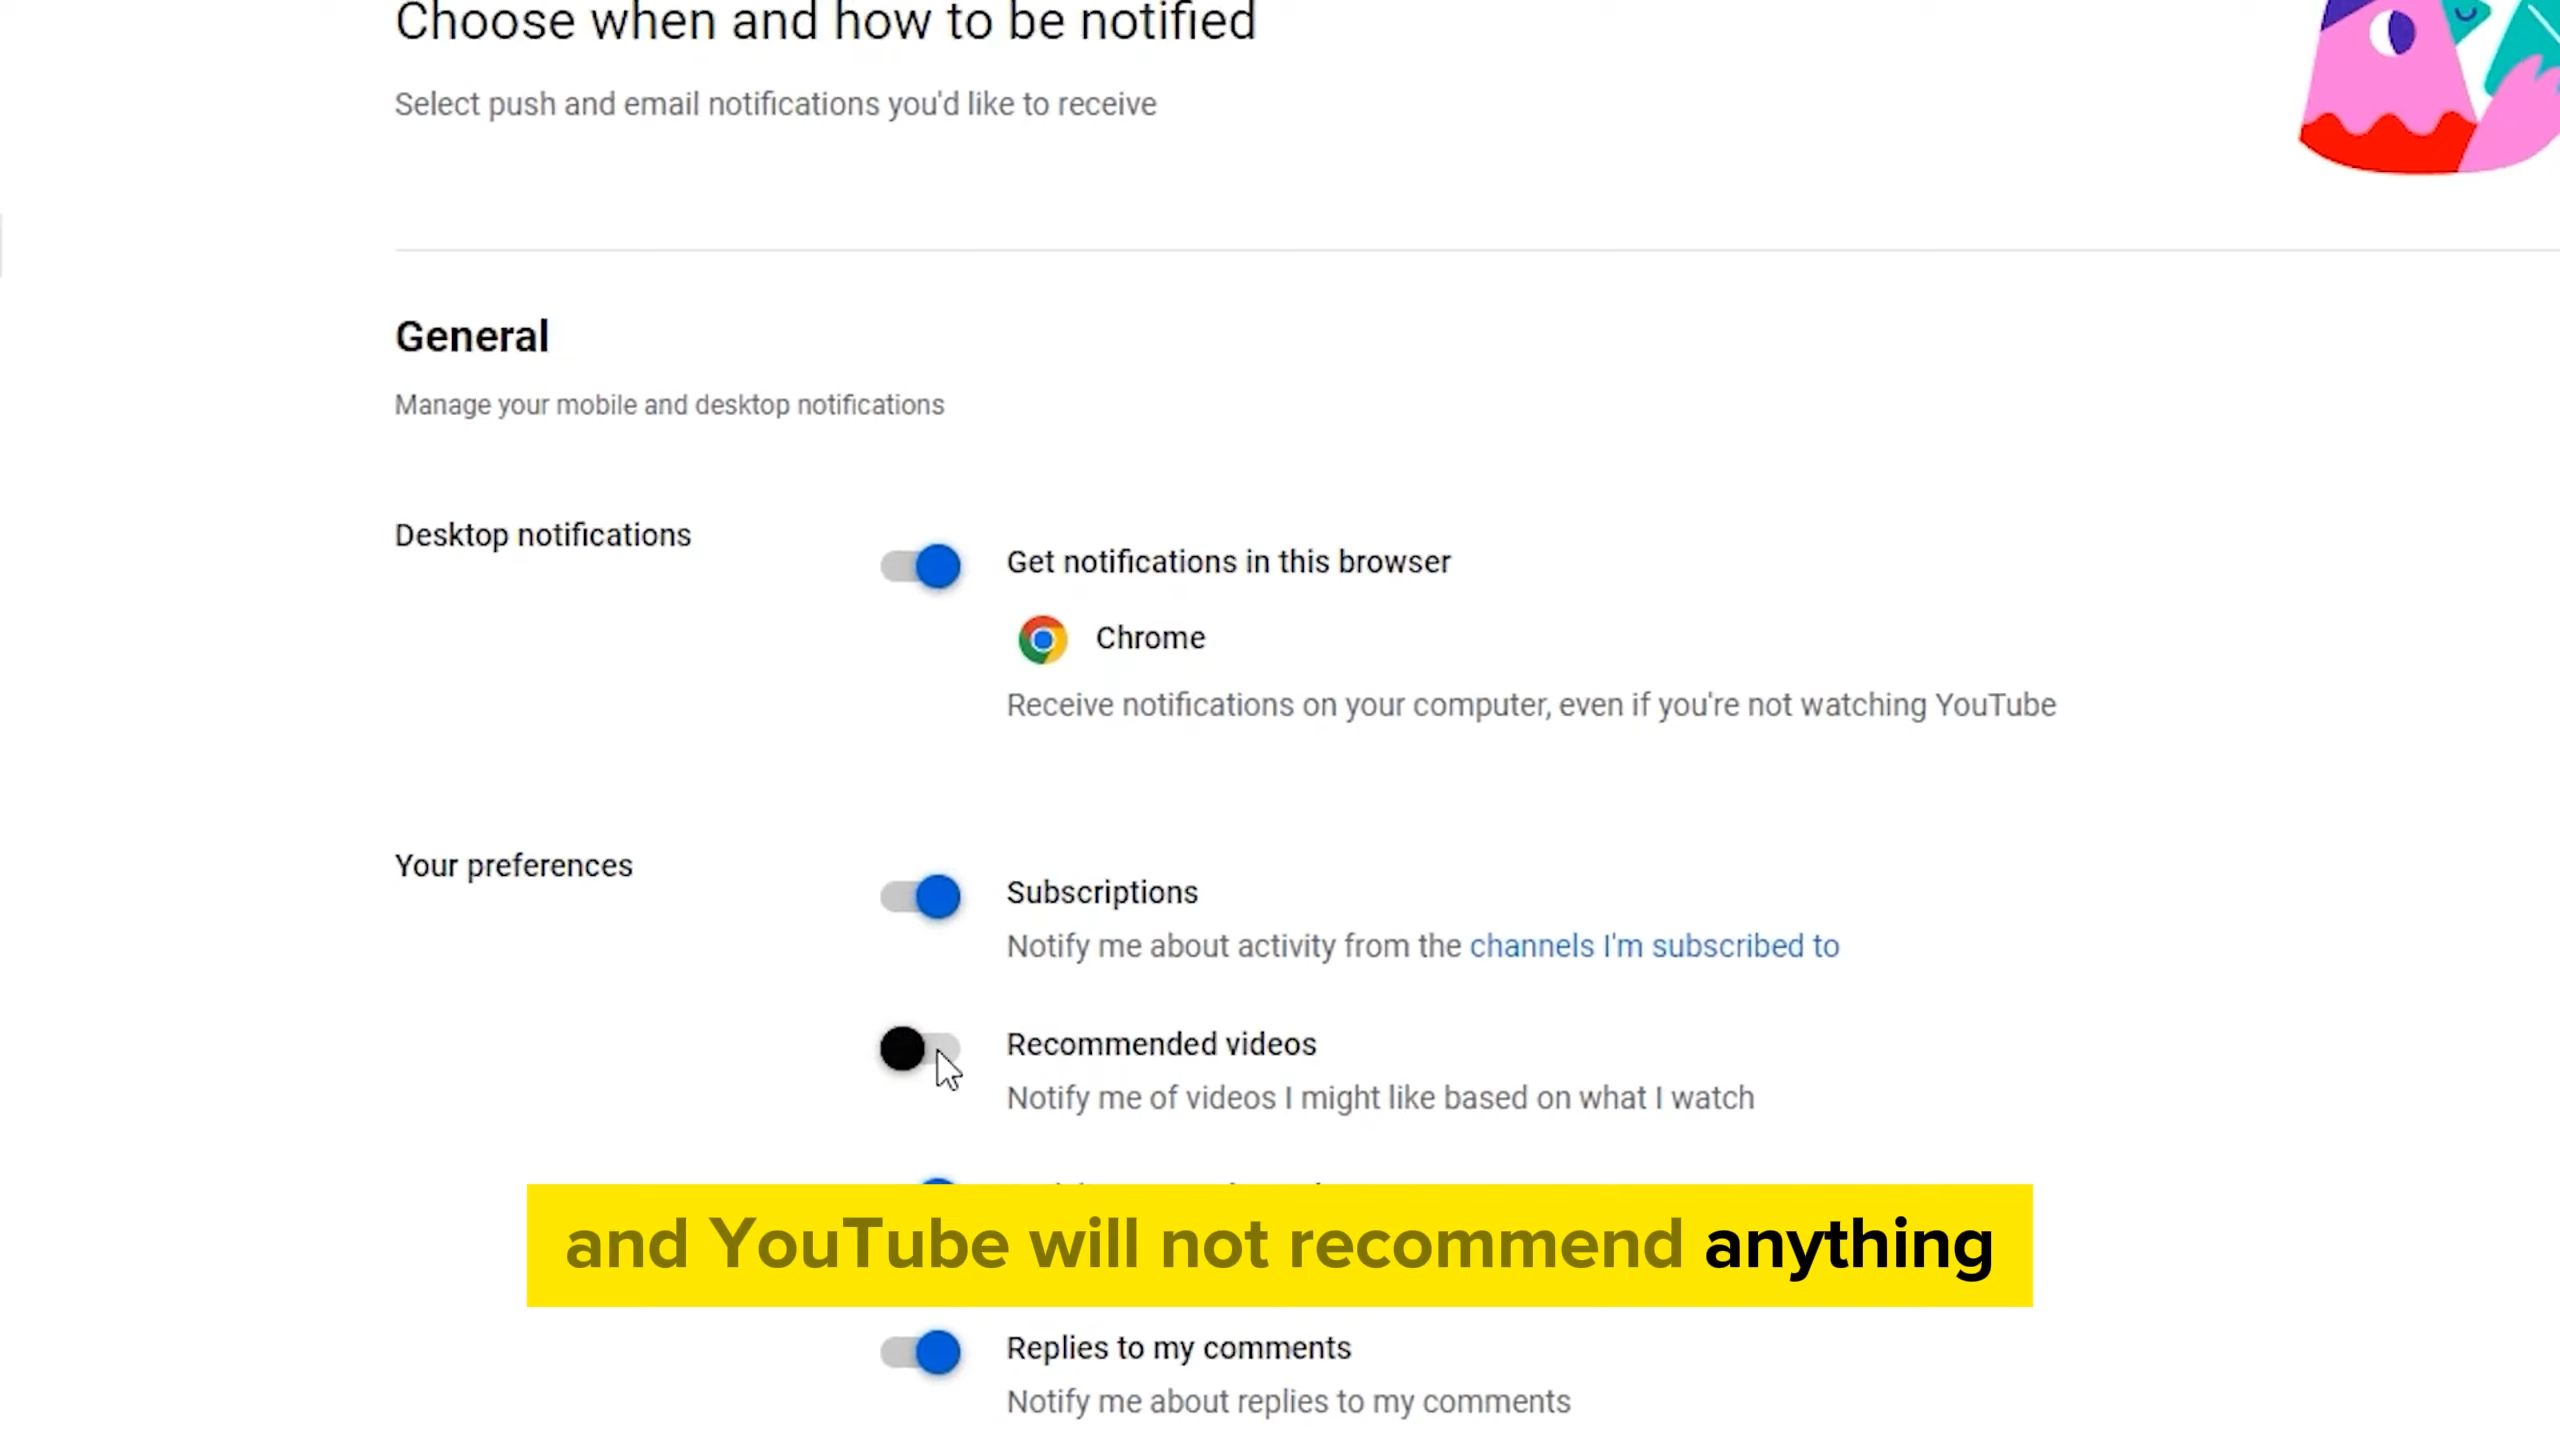 Choose when and how to be notified
Select push and email notifications you'd like to receive
General
Manage your mobile and desktop notifications
Desktop notifications
Get notifications in this browser
Chrome
Receive notifications on your computer, even if you're not watching YouTube
Your preferences
Subscriptions
Notify me about activity from the channels I'm subscribed to
Recommended videos
Notify me of videos I might like based on what I watch
and YouTube will not recommend anything
Replies to my comments
Notify me about replies to my comments